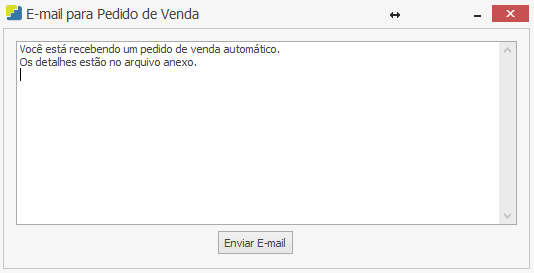 E-mail para Pedido de Venda
Você está recebendo um pedido de venda automático.
Os detalhes estão no arquivo anexo.
Enviar E-mail